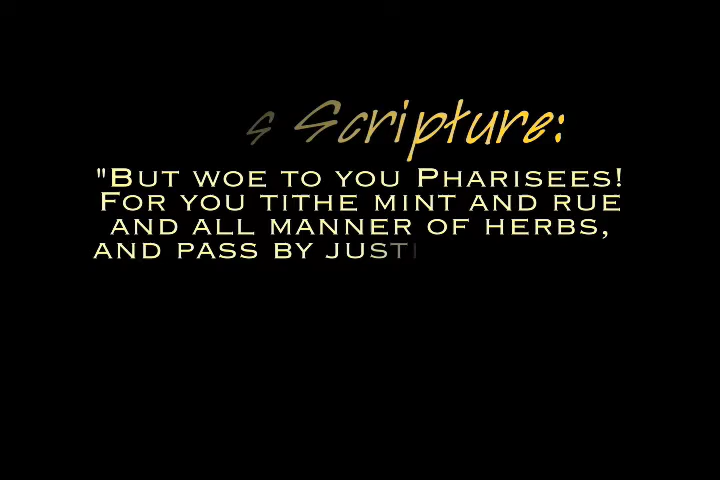 s Scripture:
"But woe to you Pharisees!
For you tithe mint and rue
and all manner of herbs,
and pass by